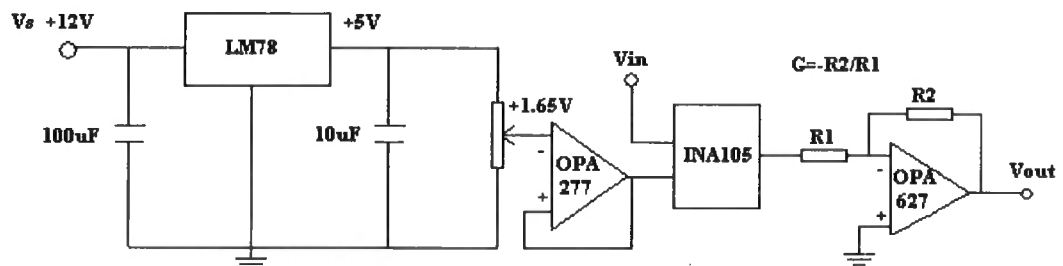 Vs +12V
LM78
+5V
100uF
10uF
+1.65V
-
OPA
277
+
Vin
INA105
G=-R2/R1
R1
R2
-
OPA
627
+
Vout